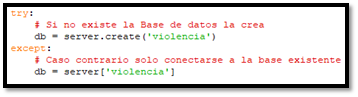 try:
    # Si no existe la Base de datos la crea
    db = server.create('violencia')
except:
    # Caso contrario solo conectarse a la base existente
    db = server['violencia']